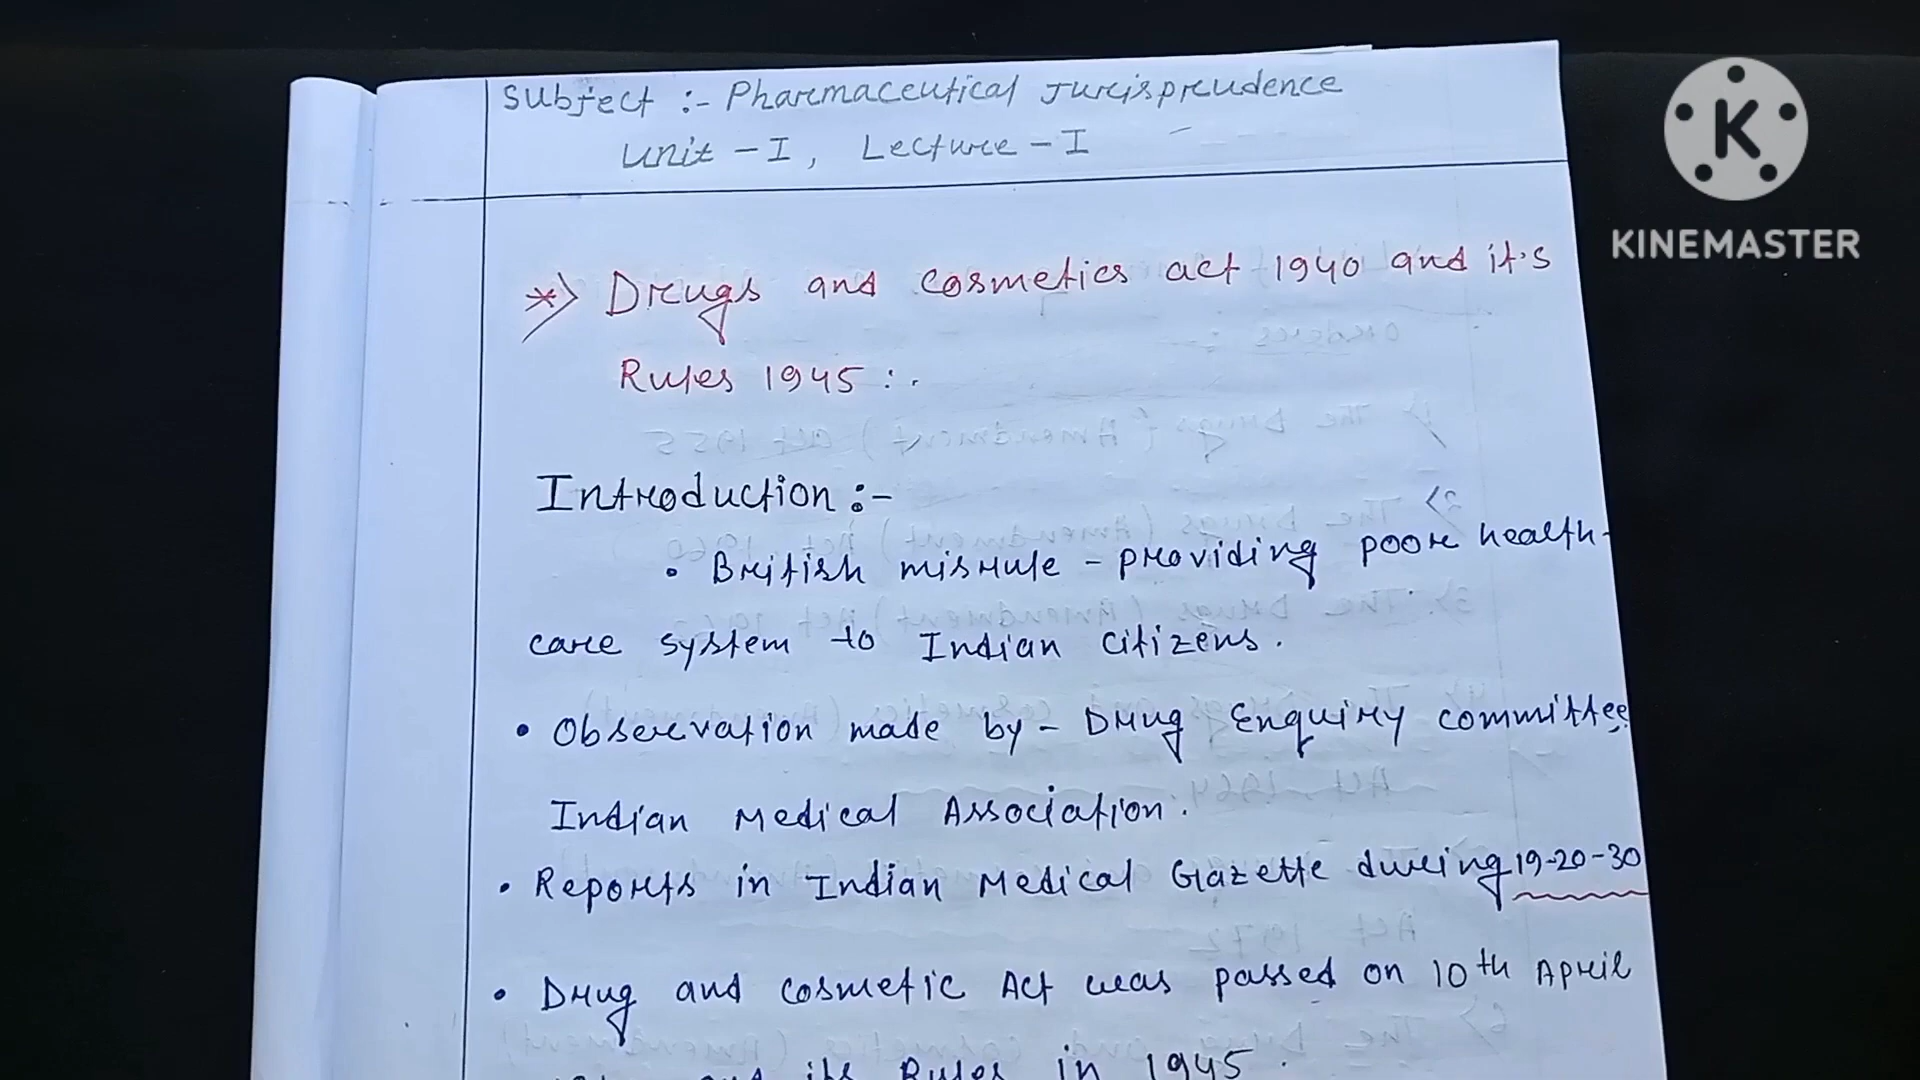 Subject :- Pharmaceutical Jurisprudence
Unit - I, Lecture - I
K
KINEMASTER
*) Drugs and cosmetics act 1940 and it's
Rules 1945 :.
Introduction :-
• British misrule - providing poor health-
care system to Indian citizens.
• Observation made by - Drug Enquiry committee
Indian Medical Association.
• Reports in Indian Medical Gazette during 19-20-30
• Drug and cosmetic Act was passed on 10th April
and its Rules in 1945.